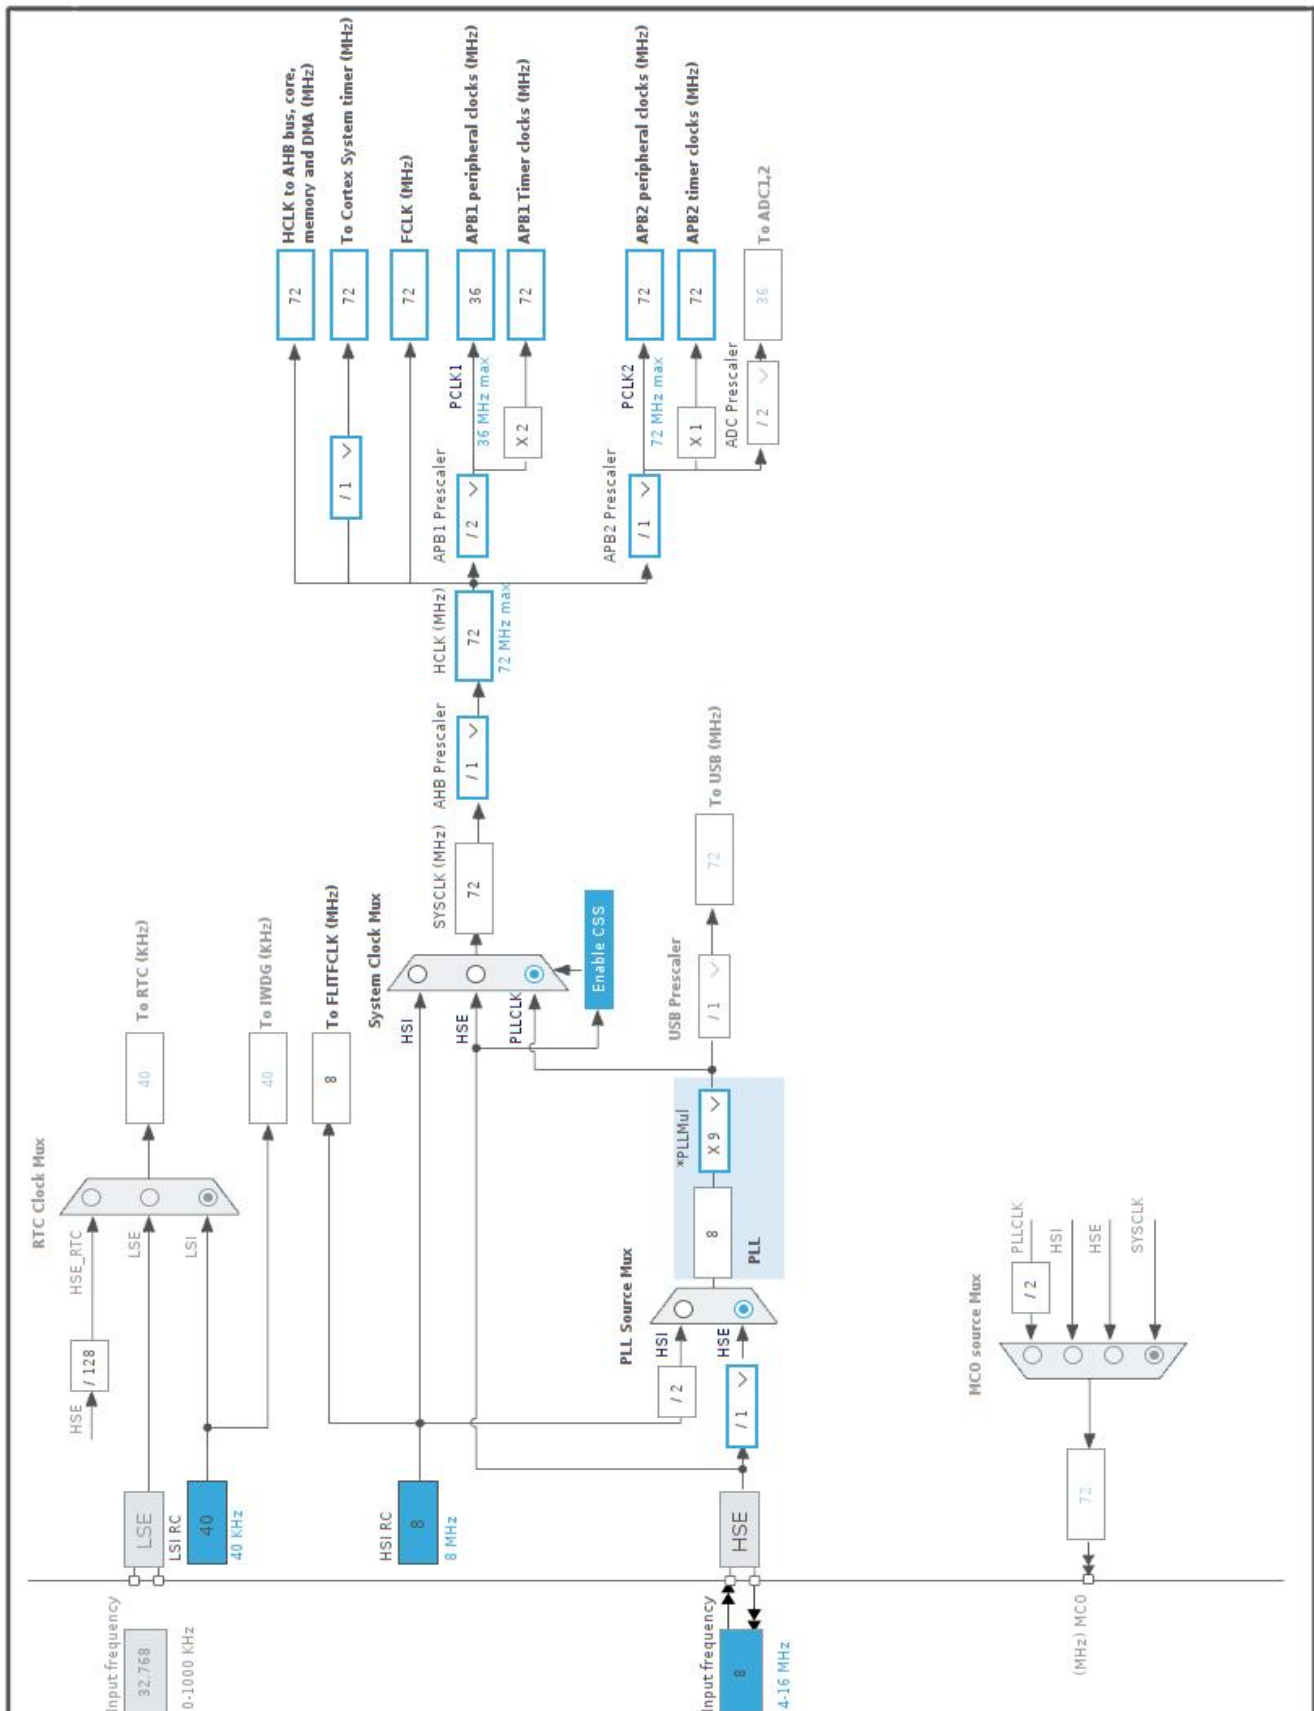 RTC Clock Mux
HSE
/ 128
HSE_RTC
LSE
LSI
To RTC (KHz)
40
Input frequency
32.768
0-1000 KHz
LSE
LSI RC
40
40 KHz
To IWDG (KHz)
40
To FLITFCLK (MHz)
8
HSI RC
8
8 MHz
System Clock Mux
HSI
HSE
PLLCLK
Enable CSS
SYSCLK (MHz)
72
AHB Prescaler
/ 1
HCLK (MHz)
72
72 MHz max
HCLK to AHB bus, core,
memory and DMA (MHz)
72
/ 1
To Cortex System timer (MHz)
72
FCLK (MHz)
72
APB1 Prescaler
/ 2
PCLK1
36 MHz max
36
APB1 peripheral clocks (MHz)
X 2
72
APB1 Timer clocks (MHz)
APB2 Prescaler
/ 1
PCLK2
72 MHz max
72
APB2 peripheral clocks (MHz)
X 1
72
APB2 timer clocks (MHz)
ADC Prescaler
/ 2
36
To ADC1,2
PLL Source Mux
HSI
/ 2
HSE
/ 1
8
*PLLMul
X 9
PLL
USB Prescaler
/ 1
72
To USB (MHz)
Input frequency
8
4-16 MHz
HSE
MCO source Mux
PLLCLK
/ 2
HSI
HSE
SYSCLK
72
(MHz) MCO